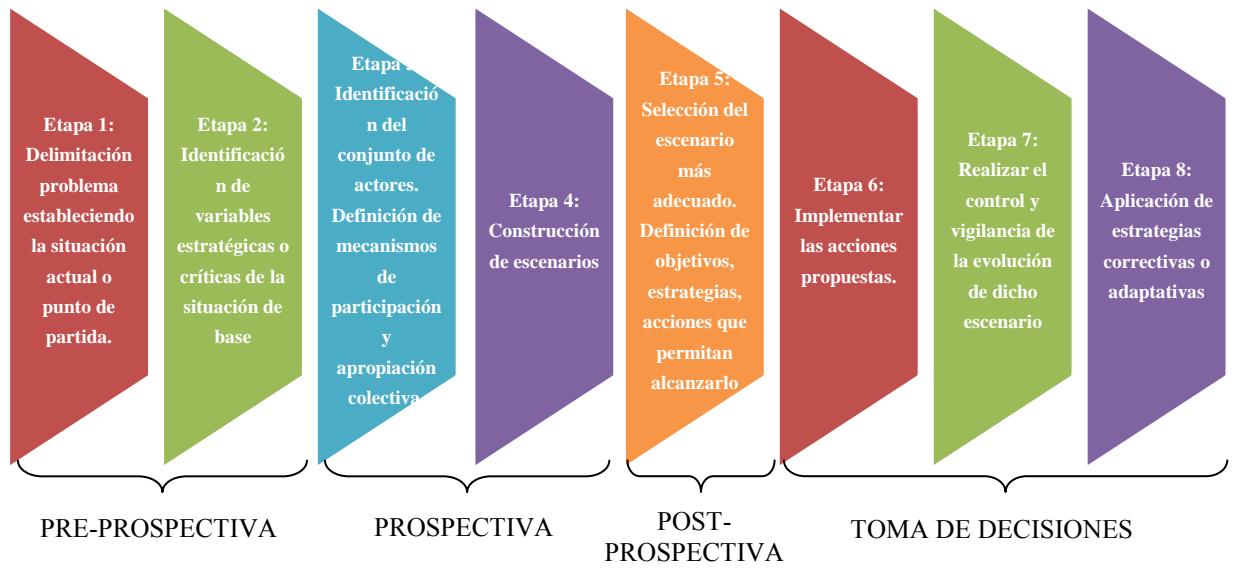 Etapa 1:
Delimitación
problema
estableciendo
la situación
actual o
punto de
partida.
Etapa 2:
Identificació
n de
variables
estratégicas o
críticas de la
situación de
base
Etapa
Identificació
n del
conjunto de
actores.
Definición de
mecanismos
de
participación
y
apropiación
colectiva
Etapa 4:
Construcción
de escenarios
Etapa 5:
Selección del
escenario
más
adecuado.
Definición de
objetivos,
estrategias,
acciones que
permitan
alcanzarlo
Etapa 6:
Implementar
las acciones
propuestas.
Etapa 7:
Realizar el
control y
vigilancia de
la evolución
de dicho
escenario
Etapa 8:
Aplicación de
estrategias
correctivas o
adaptativas
PRE-PROSPECTIVA
PROSPECTIVA
POST-
PROSPECTIVA
TOMA DE DECISIONES